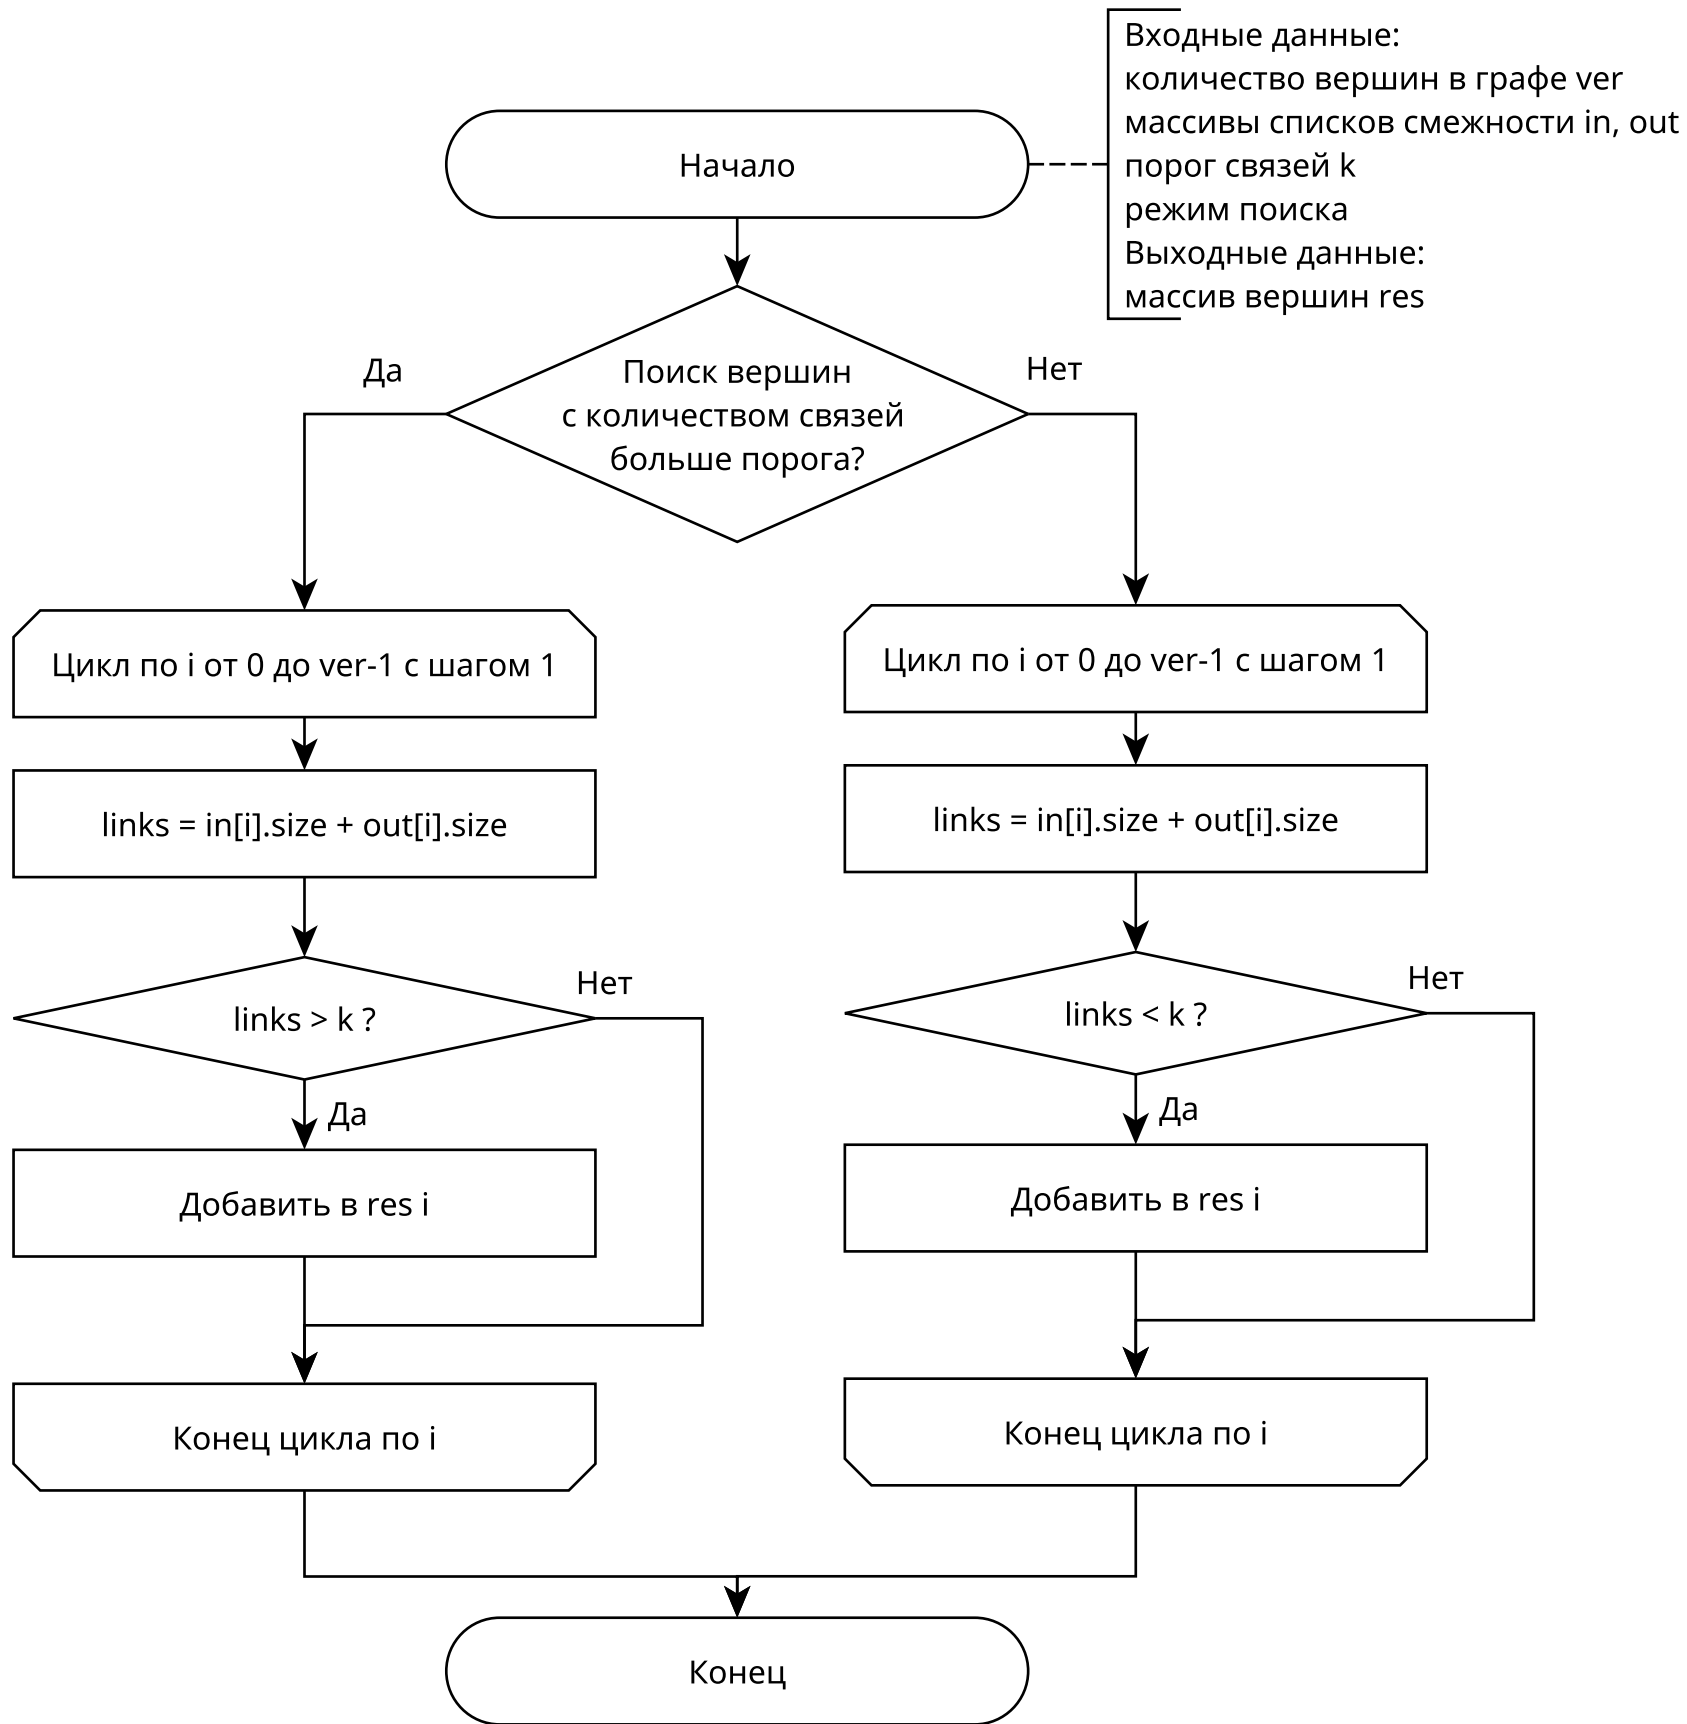 Входные данные:
количество вершин в графе ver
массивы списков смежности in, out
порог связей k
режим поиска
Выходные данные:
массив вершин res
Начало
Поиск вершин
с количеством связей
больше порога?
Да
Нет
Цикл по i от 0 до ver-1 с шагом 1
links = in[i].size + out[i].size
links > k ?
Нет
Да
Добавить в res i
Конец цикла по i
Цикл по i от 0 до ver-1 с шагом 1
links = in[i].size + out[i].size
links < k ?
Нет
Да
Добавить в res i
Конец цикла по i
Конец